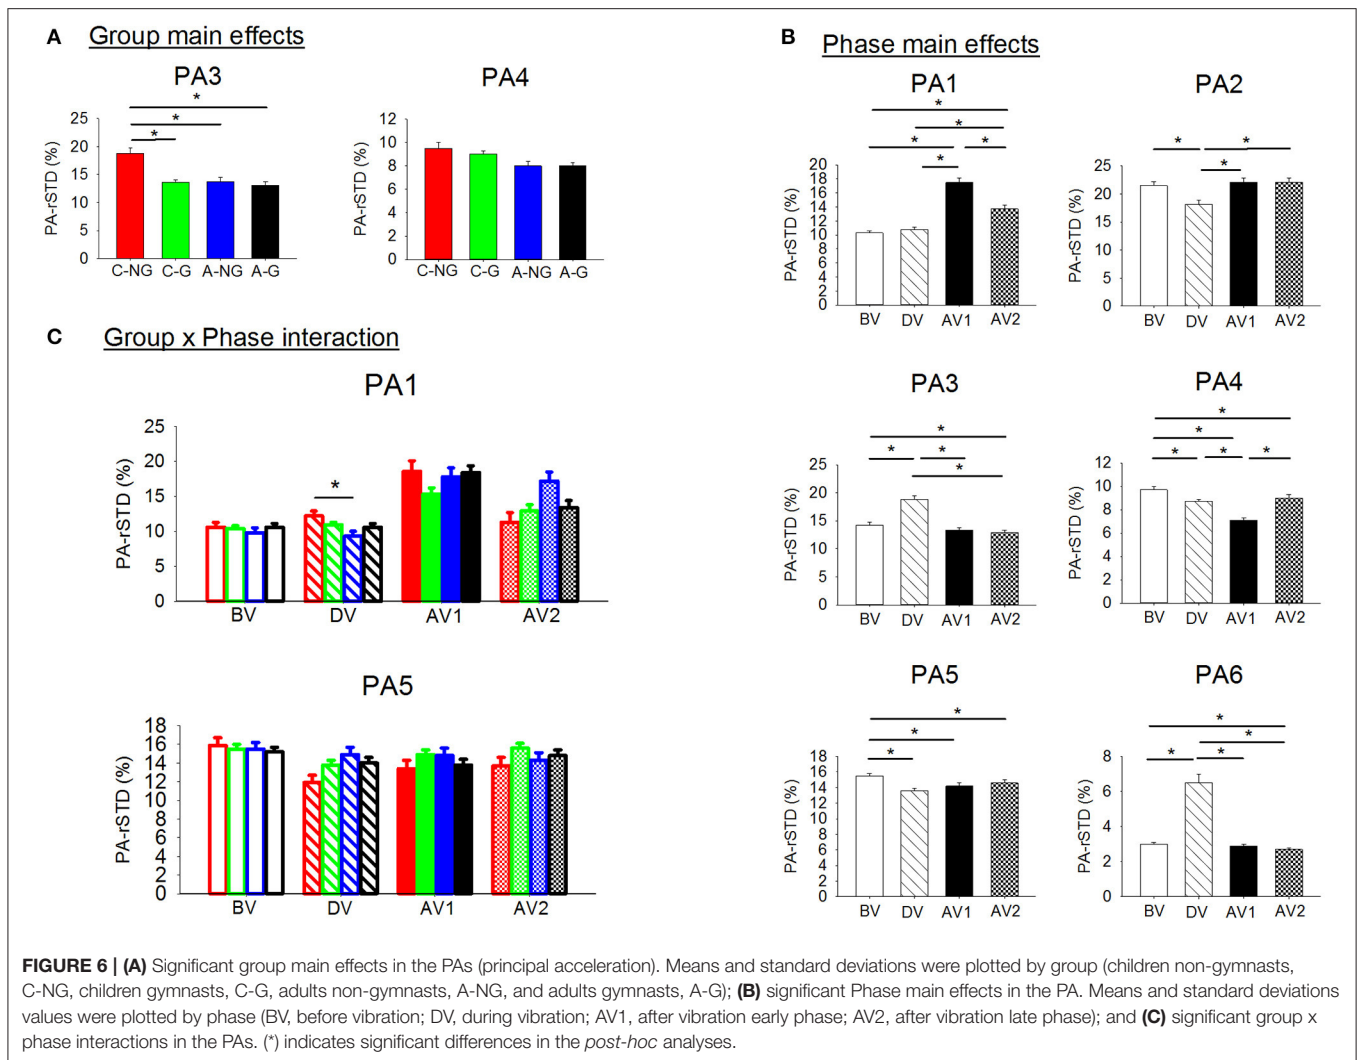 A Group main effects
PA3
*
*
*
PA-rSTD (%)
25
20
15
10
5
0
C-NG C-G A-NG A-G
PA4
PA-rSTD (%)
12
10
8
6
4
2
0
C-NG C-G A-NG A-G
B Phase main effects
PA1
*
*
*
*
*
PA-rSTD (%)
20
18
16
14
12
10
8
6
4
2
0
BV DV AV1 AV2
PA2
* *
*
PA-rSTD (%)
25
20
15
10
5
0
BV DV AV1 AV2
PA3
*
* *
*
PA-rSTD (%)
25
20
15
10
5
0
BV DV AV1 AV2
PA4
*
*
* * *
PA-rSTD (%)
12
10
8
6
4
2
0
BV DV AV1 AV2
PA5
*
*
*
PA-rSTD (%)
18
16
14
12
10
8
6
4
2
0
BV DV AV1 AV2
PA6
*
*
* *
PA-rSTD (%)
8
6
4
2
0
BV DV AV1 AV2
C Group x Phase interaction
PA1
*
PA-rSTD (%)
25
20
15
10
5
0
BV DV AV1 AV2
PA5
PA-rSTD (%)
18
16
14
12
10
8
6
4
2
0
BV DV AV1 AV2
FIGURE 6 | (A) Significant group main effects in the PAs (principal acceleration). Means and standard deviations were plotted by group (children non-gymnasts,
C-NG, children gymnasts, C-G, adults non-gymnasts, A-NG, and adults gymnasts, A-G); (B) significant Phase main effects in the PA. Means and standard deviations
values were plotted by phase (BV, before vibration; DV, during vibration; AV1, after vibration early phase; AV2, after vibration late phase); and (C) significant group x
phase interactions in the PAs. (*) indicates significant differences in the post-hoc analyses.